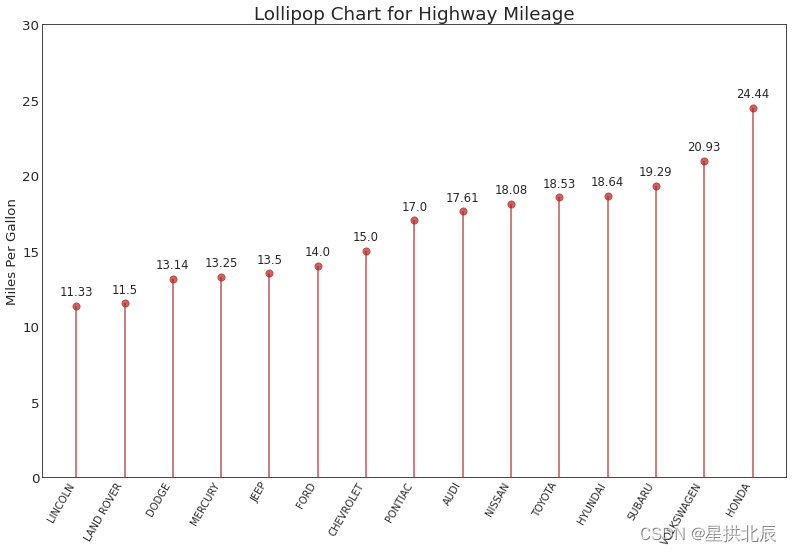 Lollipop Chart for Highway Mileage
Miles Per Gallon
30
25
20
15
10
5
0
11.33
11.5
13.14
13.25
13.5
14.0
15.0
17.0
17.61
18.08
18.53
18.64
19.29
20.93
24.44
LINCOLN
LAND ROVER
DODGE
MERCURY
JEEP
FORD
CHEVROLET
PONTIAC
AUDI
NISSAN
TOYOTA
HYUNDAI
SUBARU
VOLKSWAGEN
HONDA
CSDN @星拱北辰